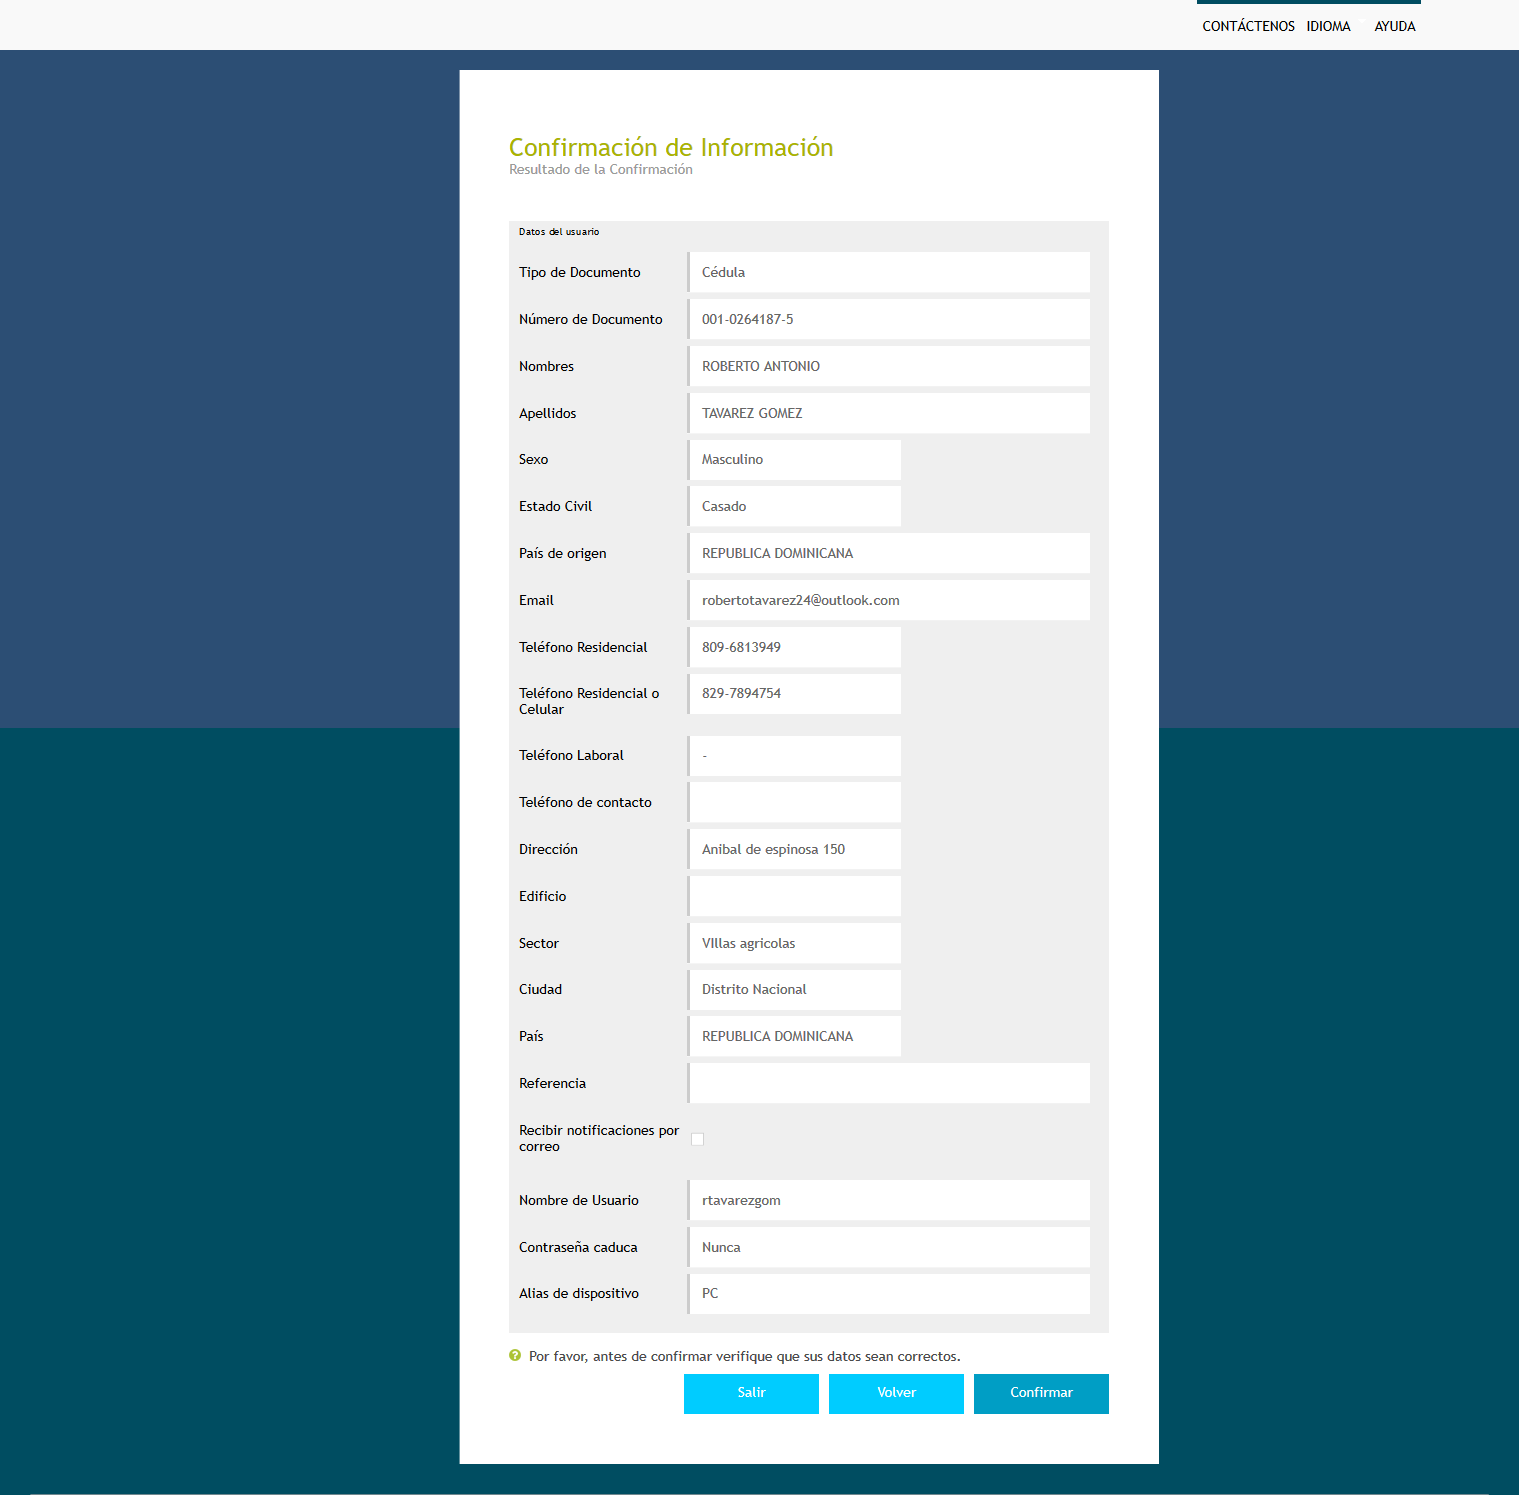 CONTÁCTENOS IDIOMA AYUDA
Confirmación de Información
Resultado de la Confirmación
Datos del usuario
Tipo de Documento Cédula
Número de Documento 001-0264187-5
Nombres ROBERTO ANTONIO
Apellidos TAVAREZ GOMEZ
Sexo Masculino
Estado Civil Casado
País de origen REPUBLICA DOMINICANA
Email robertotavarez24@outlook.com
Teléfono Residencial 809-6813949
Teléfono Residencial o 829-7894754
Celular
Teléfono Laboral -
Teléfono de contacto
Dirección Anibal de espinosa 150
Edificio
Sector VIllas agricolas
Ciudad Distrito Nacional
País REPUBLICA DOMINICANA
Referencia
Recibir notificaciones por
correo
Nombre de Usuario rtavarezgom
Contraseña caduca Nunca
Alias de dispositivo PC
Por favor, antes de confirmar verifique que sus datos sean correctos.
Salir Volver Confirmar